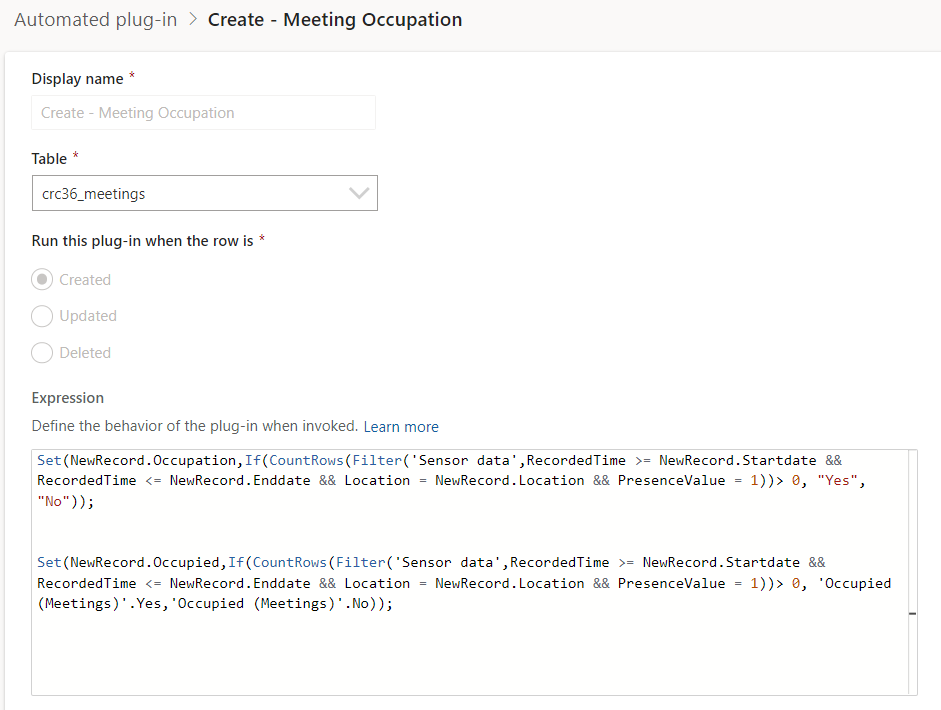 Automated plug-in > Create - Meeting Occupation
Display name *
Create - Meeting Occupation
Table *
crc36_meetings
Run this plug-in when the row is *
Created
Updated
Deleted
Expression
Define the behavior of the plug-in when invoked. Learn more
Set(NewRecord.Occupation,If(CountRows(Filter('Sensor data',RecordedTime >= NewRecord.Startdate &&
RecordedTime <= NewRecord.Enddate && Location = NewRecord.Location && PresenceValue = 1))> 0, "Yes",
"No"));
Set(NewRecord.Occupied,If(CountRows(Filter('Sensor data',RecordedTime >= NewRecord.Startdate &&
RecordedTime <= NewRecord.Enddate && Location = NewRecord.Location && PresenceValue = 1))> 0, 'Occupied
(Meetings)'.Yes,'Occupied (Meetings)'.No));